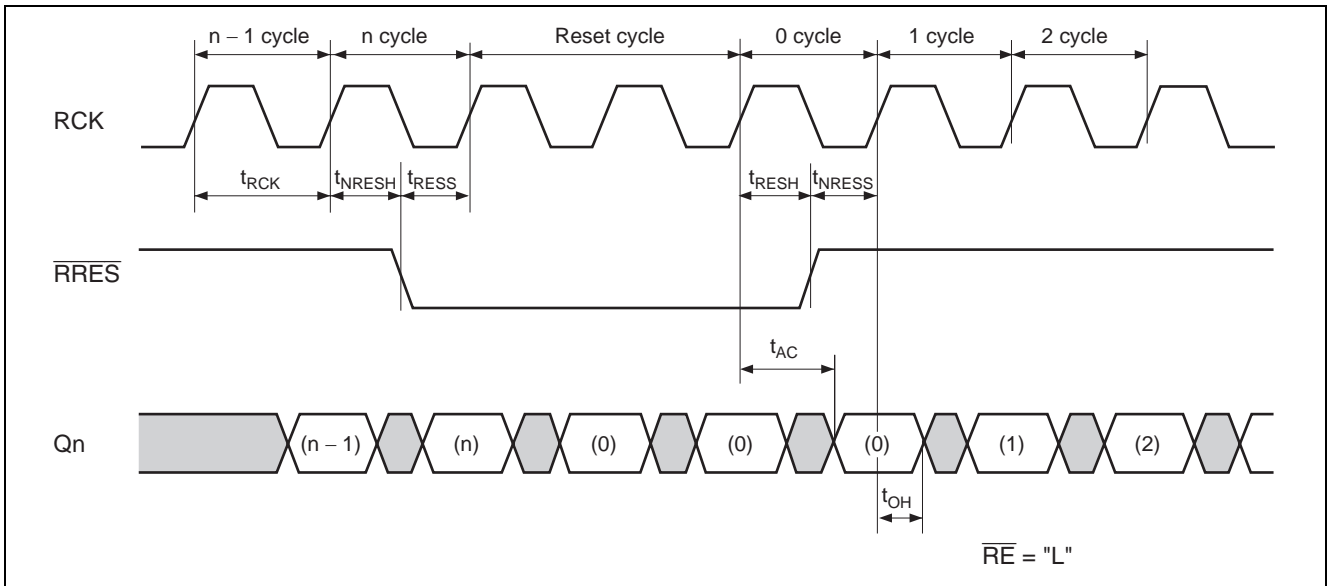 n – 1 cycle n cycle Reset cycle 0 cycle 1 cycle 2 cycle
RCK
tRCK tNRESH tRESS tRESH tNRESS
RRES
tAC
Qn (n – 1) (n) (0) (0) (0) (1) (2)
tOH
RE = "L"